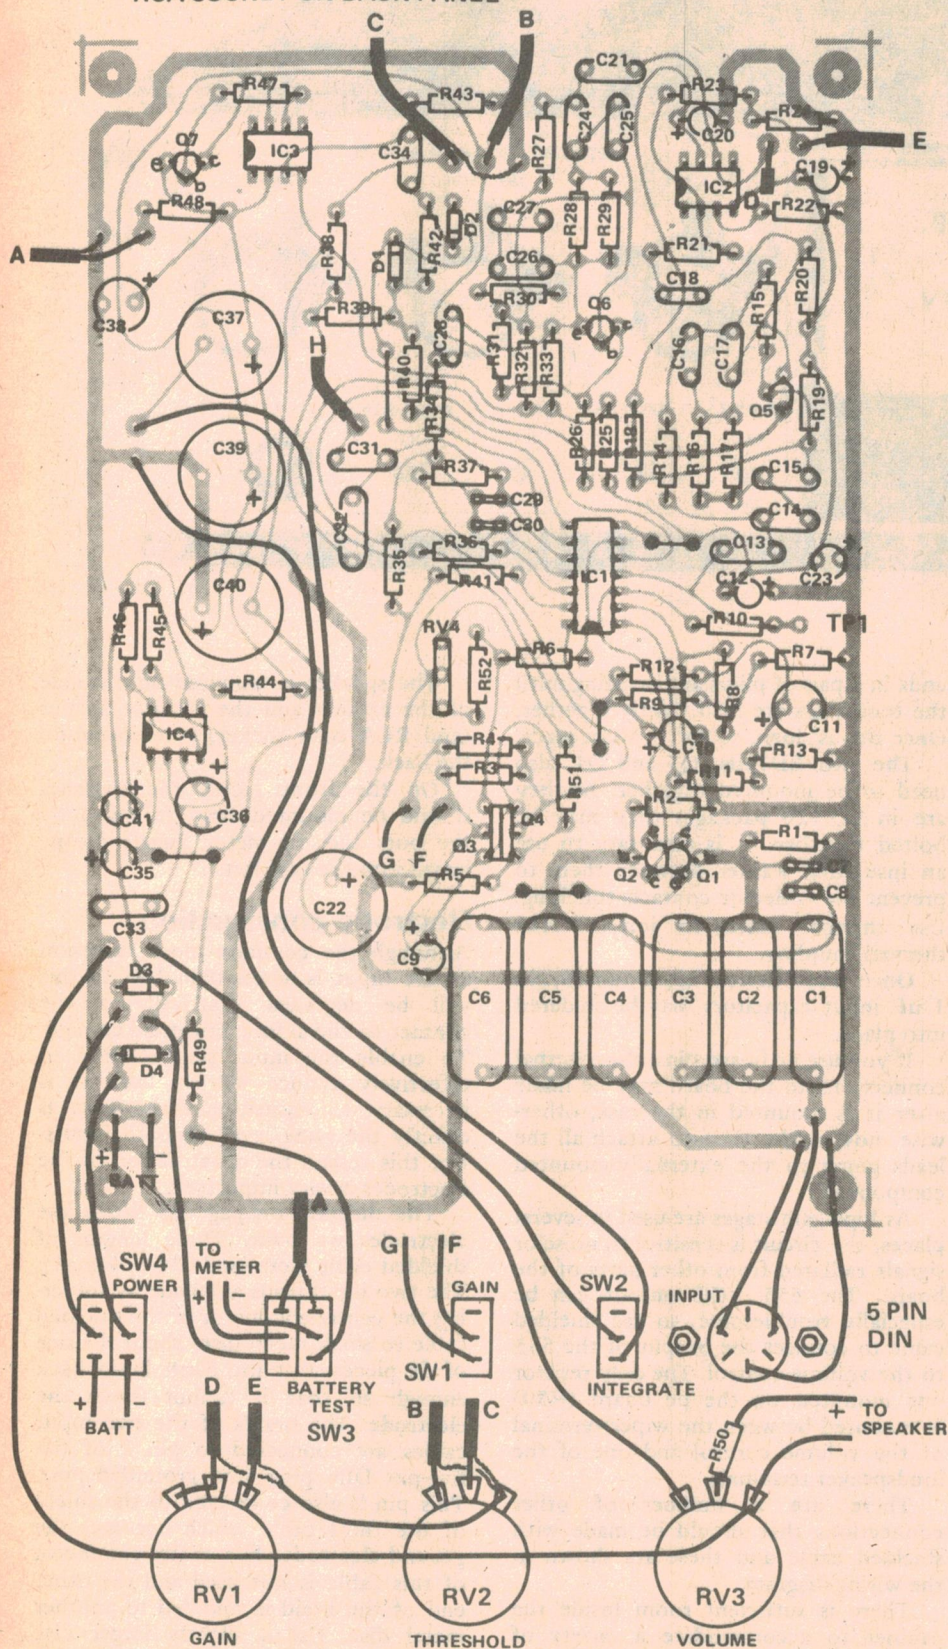 C
B
C21
R47
R43
R23
C24
C25
C20
R24
E
Q7
e
c
b
IC3
C34
R27
IC2
C19
R48
R42
D2
C27
R28
R29
R22
A
R38
D1
C26
R21
C18
R20
R15
R30
C38
C37
R39
C28
Q6
e
c
b
H
R31
R32
R33
C16
C17
R40
R34
Q5
R19
C39
C31
R26
R25
R18
R14
R16
R17
R37
C15
C29
C30
C14
C32
R35
R36
IC1
C13
C23
R41
C12
C40
R46
R45
RV4
R10
TP1
R6
R7
R52
R12
R9
R8
R44
C11
IC4
R4
R3
C10
R13
R51
R11
R2
C41
C36
Q4
Q3
G
F
R1
C35
R5
Q2
Q1
C7
C8
C22
C33
C9
D3
C6
C5
C4
C3
C2
C1
D4
R49
+
-
BATT
A
SW4
POWER
TO
METER
+ -
G F
GAIN
SW1
SW2
INTEGRATE
INPUT
5 PIN
DIN
BATTERY
TEST
SW3
+ -
BATT
D
E
B
C
R50
+
TO
SPEAKER
-
RV1
RV2
RV3
GAIN
THRESHOLD
VOLUME